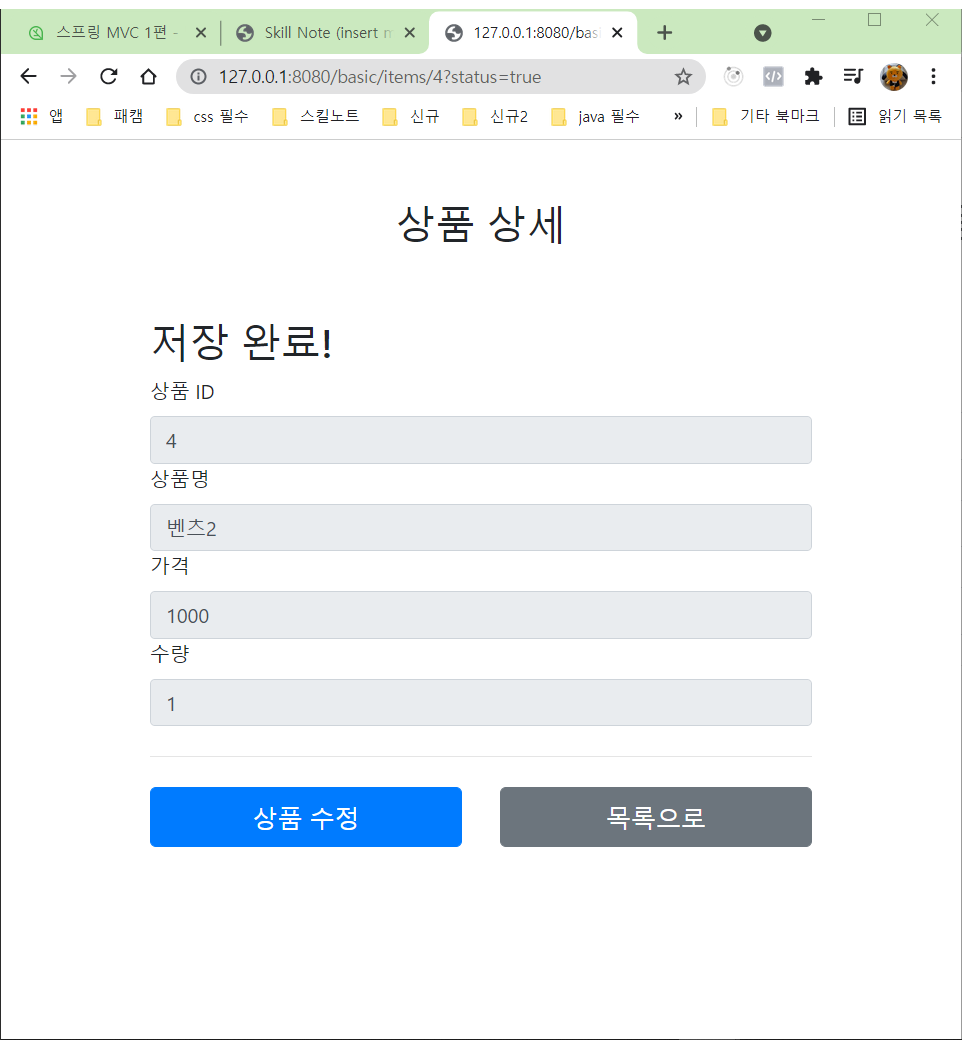 스프링 MVC 1편 -
Skill Note (insert m
127.0.0.1:8080/bas
127.0.0.1:8080/basic/items/4?status=true
앱 패캠 css 필수 스킬노트 신규 신규2 java 필수 » 기타 북마크 읽기 목록
상품 상세
저장 완료!
상품 ID
4
상품명
벤츠2
가격
1000
수량
1
상품 수정
목록으로